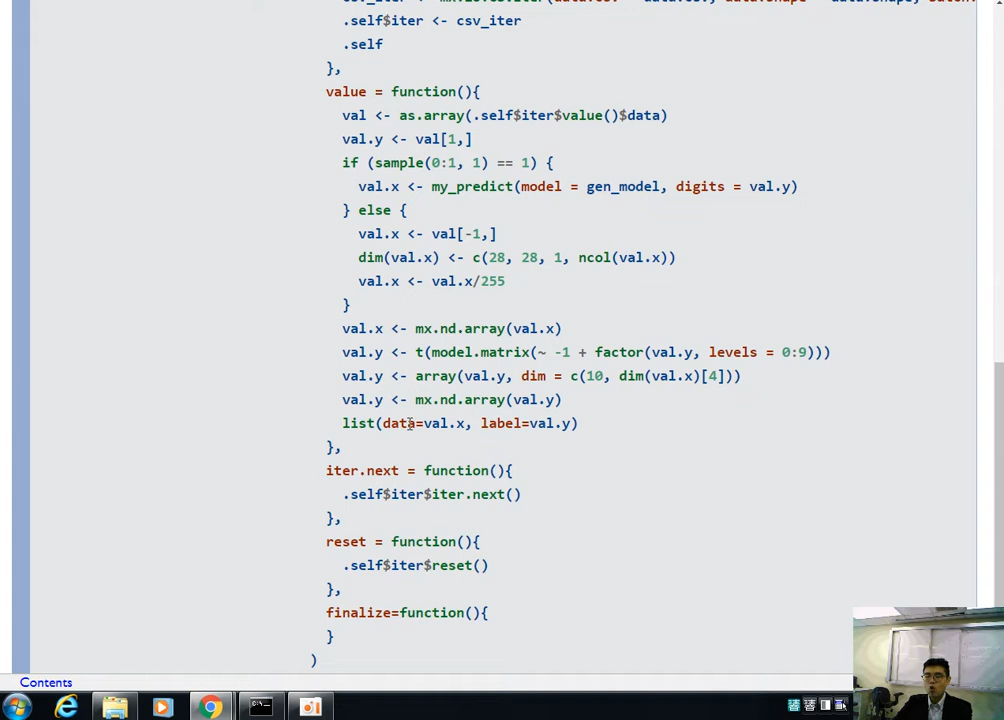 .self$iter <- csv_iter
.self
},
value = function(){
val <- as.array(.self$iter$value()$data)
val.y <- val[1,]
if (sample(0:1, 1) == 1) {
val.x <- my_predict(model = gen_model, digits = val.y)
} else {
val.x <- val[-1,]
dim(val.x) <- c(28, 28, 1, ncol(val.x))
val.x <- val.x/255
}
val.x <- mx.nd.array(val.x)
val.y <- t(model.matrix(~ -1 + factor(val.y, levels = 0:9)))
val.y <- array(val.y, dim = c(10, dim(val.x)[4]))
val.y <- mx.nd.array(val.y)
list(data=val.x, label=val.y)
},
iter.next = function(){
.self$iter$iter.next()
},
reset = function(){
.self$iter$reset()
},
finalize=function(){
}
)
Contents